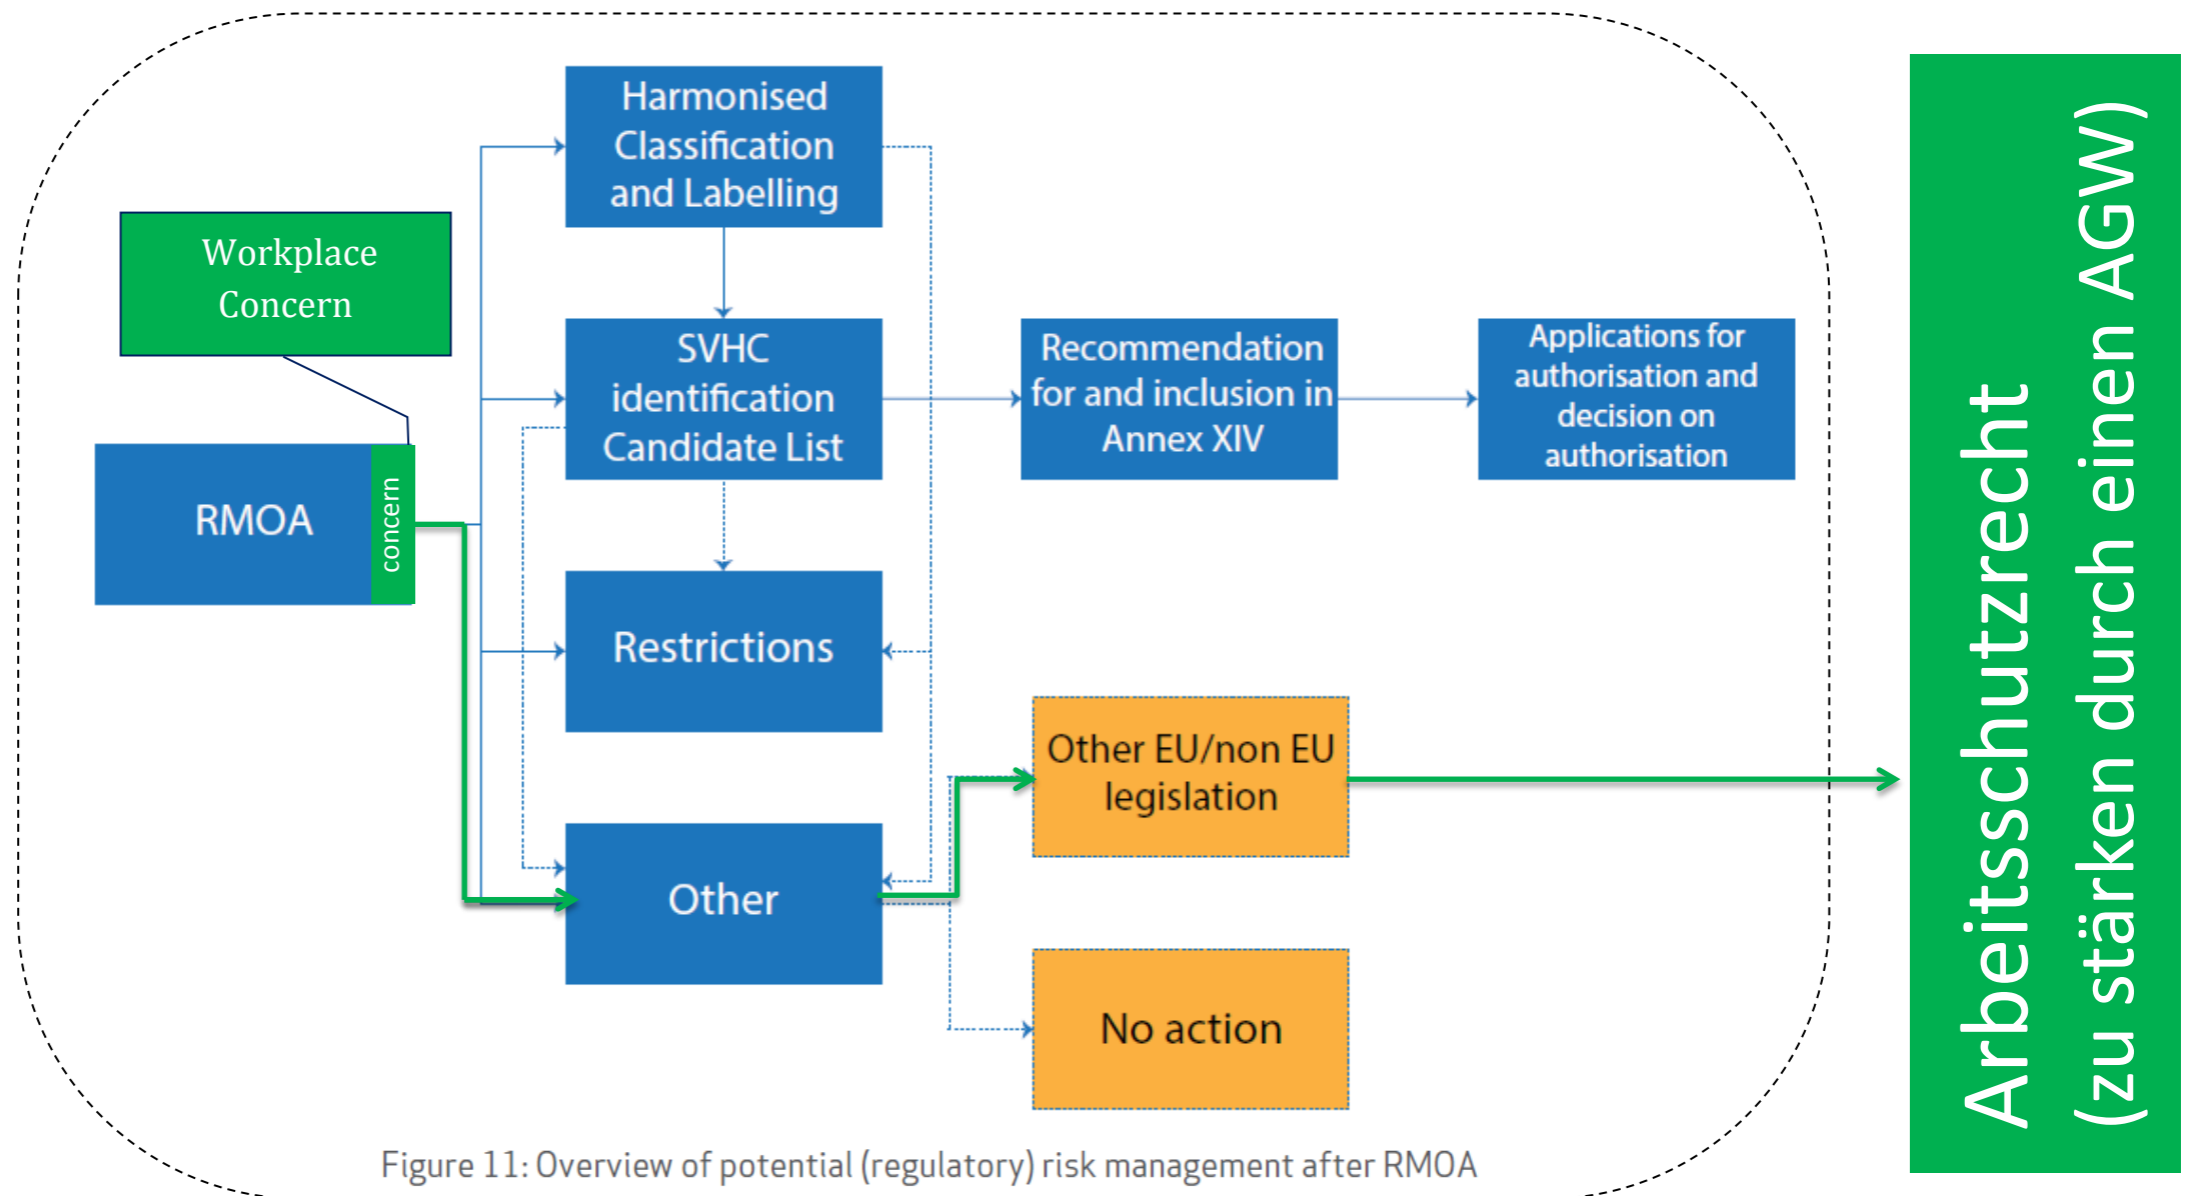 Harmonised
Classification
and Labelling
Workplace
Concern
SVHC
identification
Candidate List
Recommendation
for and inclusion in
Annex XIV
Applications for
authorisation and
decision on
authorisation
RMOA
concern
Restrictions
Other EU/non EU
legislation
Other
No action
Arbeitsschutzrecht
(zu stärken durch einen AGW)
Figure 11: Overview of potential (regulatory) risk management after RMOA